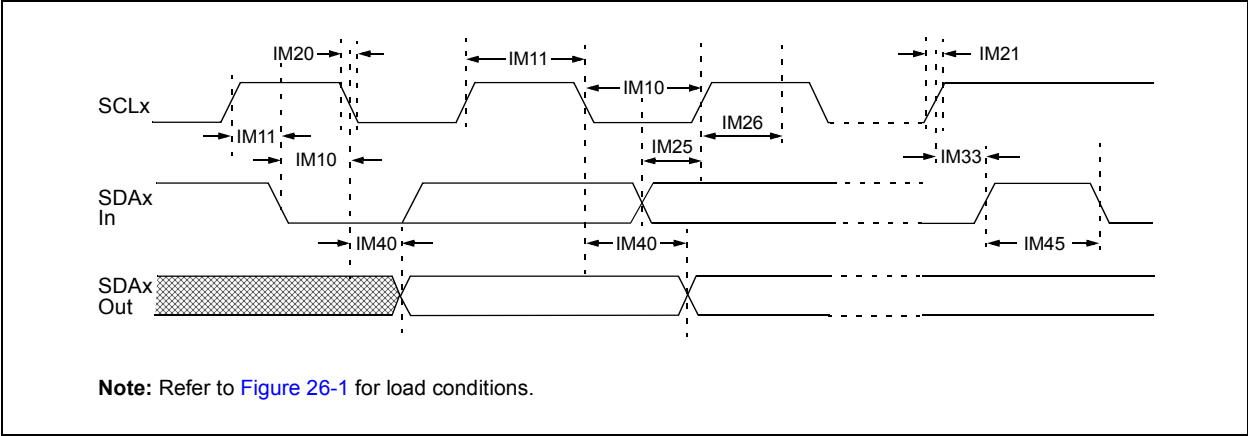 IM20
IM11
IM21
SCLx
IM10
IM11
IM26
IM10
IM25
IM33
SDAx
In
IM40
IM40
IM45
SDAx
Out
Note: Refer to Figure 26-1 for load conditions.